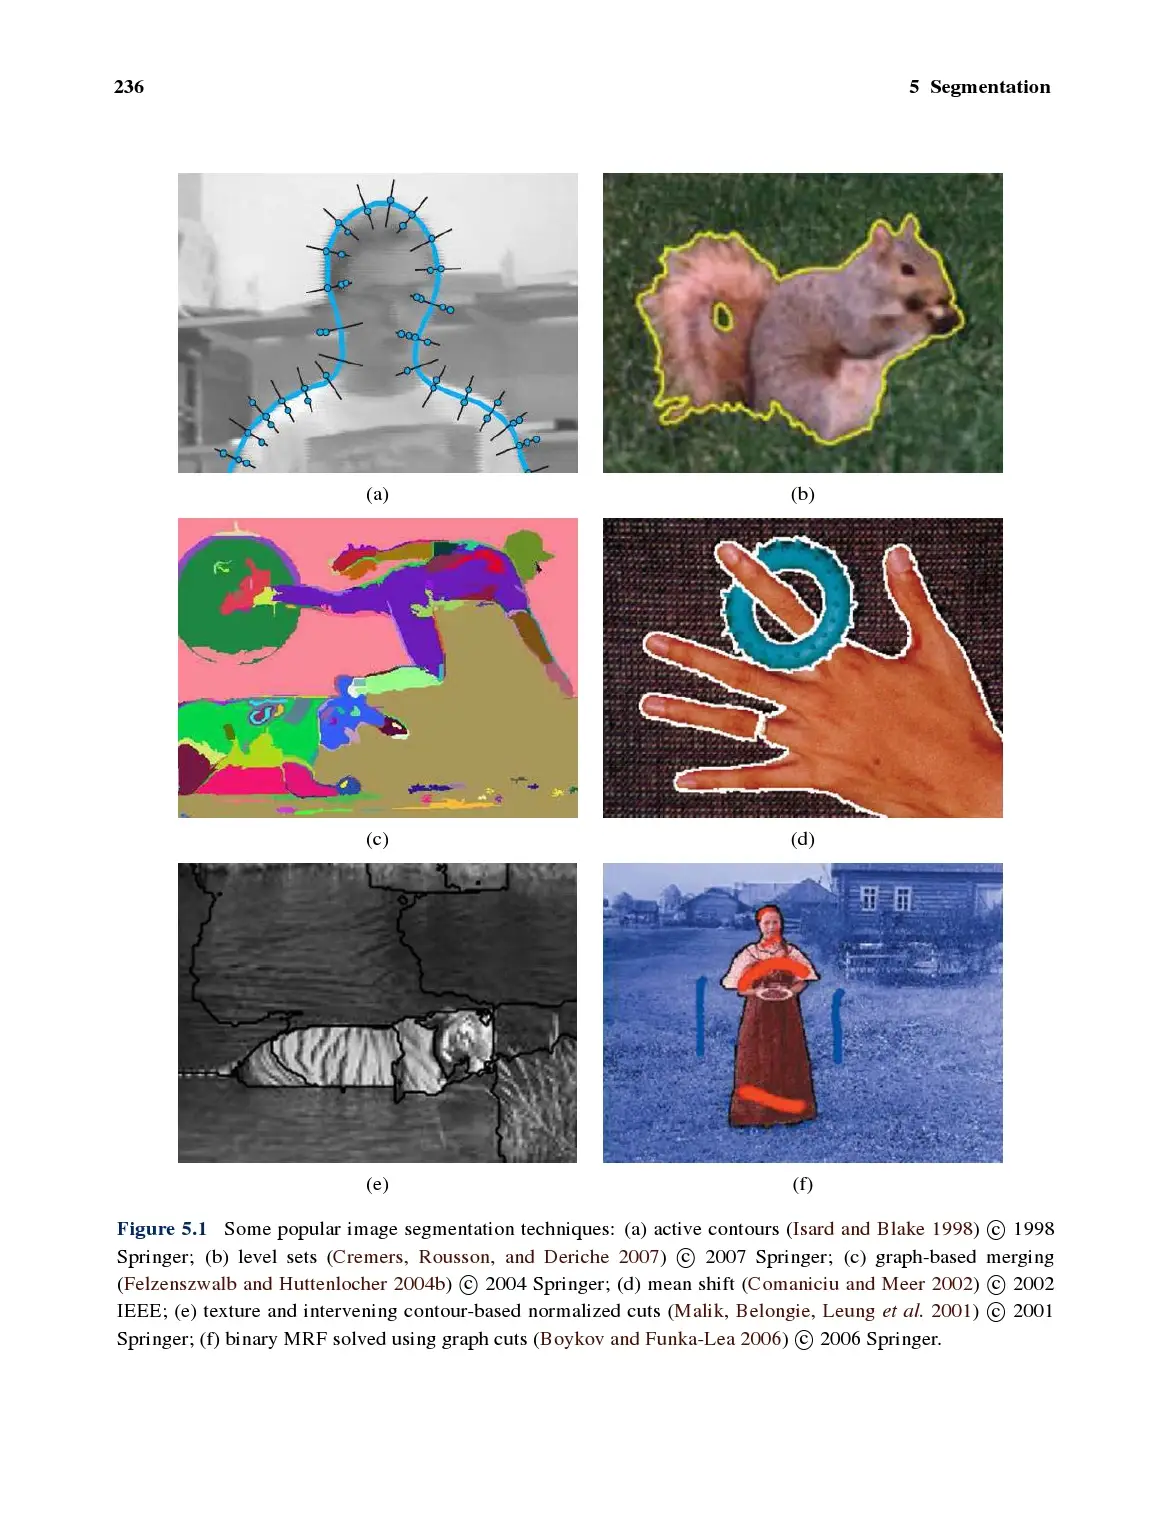 236
5 Segmentation
(a)
(b)
(c)
(d)
(e)
(f)
Figure 5.1 Some popular image segmentation techniques: (a) active contours (Isard and Blake 1998) © 1998
Springer; (b) level sets (Cremers, Rousson, and Deriche 2007) © 2007 Springer; (c) graph-based merging
(Felzenszwalb and Huttenlocher 2004b) © 2004 Springer; (d) mean shift (Comaniciu and Meer 2002) © 2002
IEEE; (e) texture and intervening contour-based normalized cuts (Malik, Belongie, Leung et al. 2001) © 2001
Springer; (f) binary MRF solved using graph cuts (Boykov and Funka-Lea 2006) © 2006 Springer.